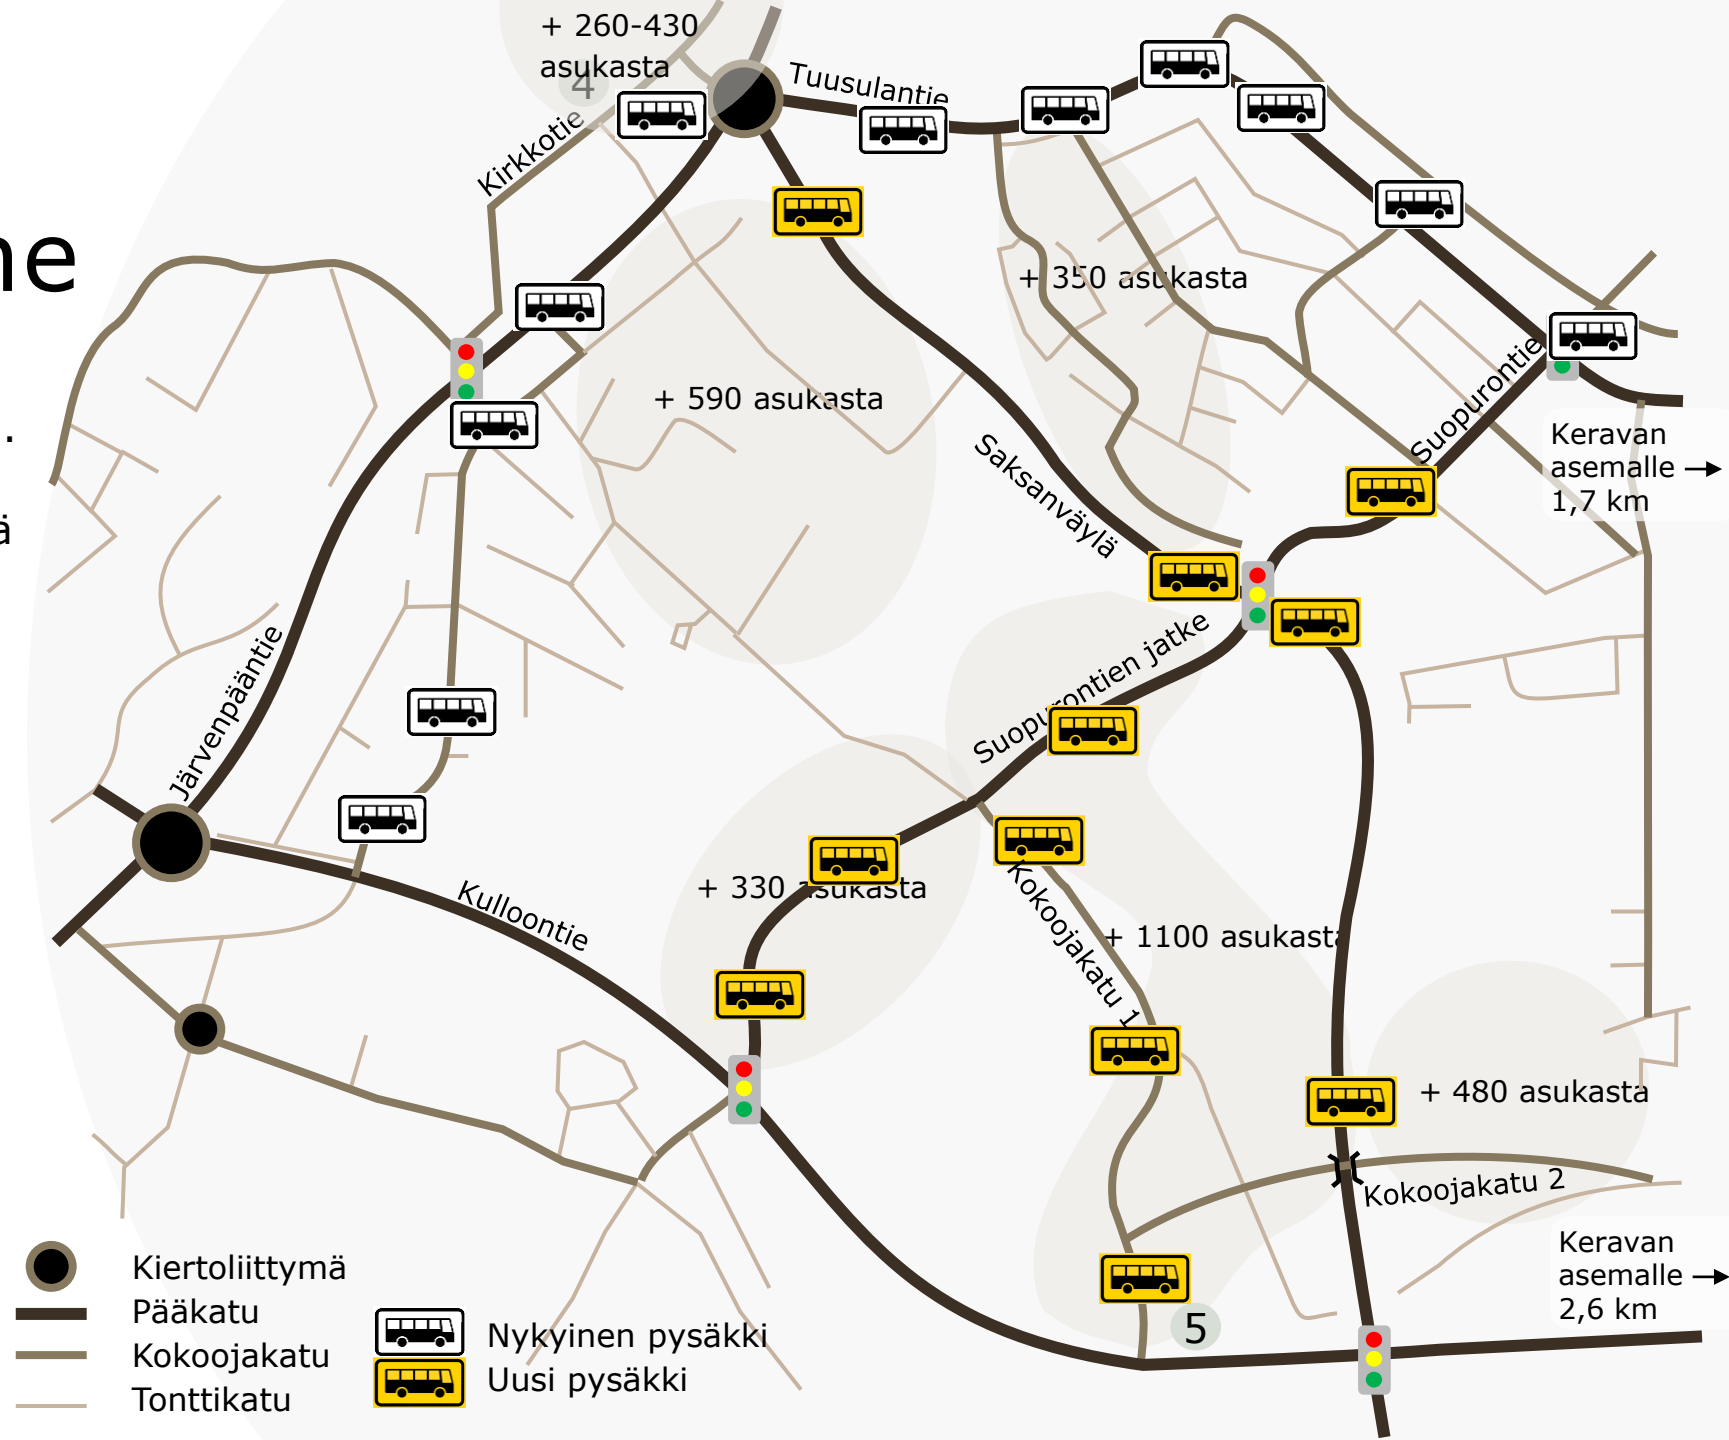 + 260-430
asukasta
4
Tuusulantie
Kirkkotie
ne
+ 350 asukasta
+ 590 asukasta
Suopurontie
Keravan
asemalle →
1,7 km
.
ä
Saksanväylä
Suopurontien jatke
Järvenpääntie
+ 330 asukasta
Kulloontie
Kokoojakatu 1
+ 1100 asukasta
+ 480 asukasta
Kokoojakatu 2
Keravan
asemalle →
2,6 km
5
Kiertoliittymä
Pääkatu
Kokoojakatu
Tonttikatu
Nykyinen pysäkki
Uusi pysäkki